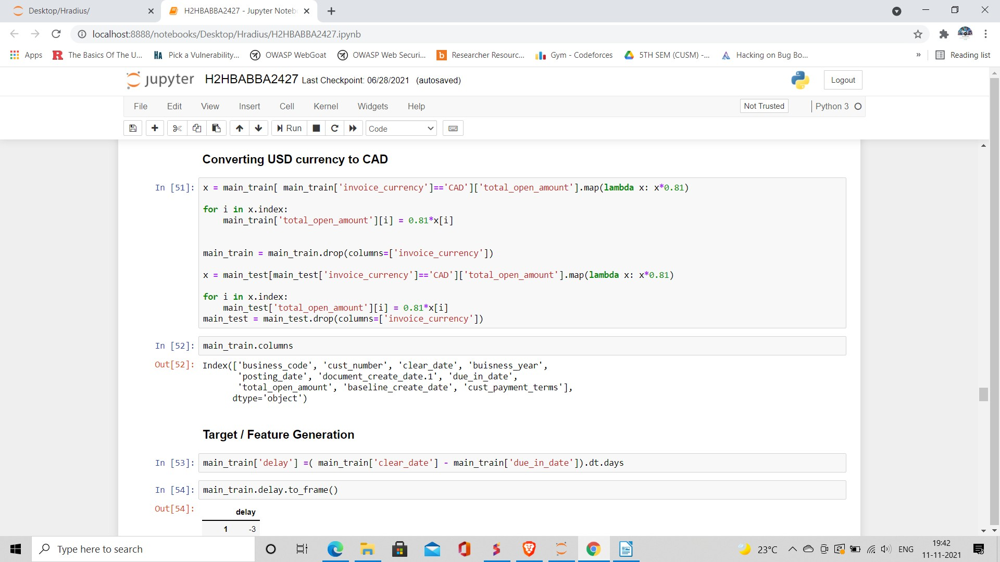 Desktop/Hradius/
H2HBABBA2427 - Jupyter Noteb
localhost:8888/notebooks/Desktop/Hradius/H2HBABBA2427.ipynb
Apps
The Basics Of The U...
Pick a Vulnerability...
OWASP WebGoat
OWASP Web Securi...
Researcher Resourc...
Gym - Codeforces
5TH SEM (CUSM) -...
Hacking on Bug Bo...
»
Reading list
jupyter H2HBABBA2427 Last Checkpoint: 06/28/2021 (autosaved)
Logout
File Edit View Insert Cell Kernel Widgets Help
Not Trusted
Python 3
Run
Code
Converting USD currency to CAD
In [51]: x = main_train[ main_train['invoice_currency']=='CAD']['total_open_amount'].map(lambda x: x*0.81)
for i in x.index:
    main_train['total_open_amount'][i] = 0.81*x[i]
main_train = main_train.drop(columns=['invoice_currency'])
x = main_test[main_test['invoice_currency']=='CAD']['total_open_amount'].map(lambda x: x*0.81)
for i in x.index:
    main_test['total_open_amount'][i] = 0.81*x[i]
main_test = main_test.drop(columns=['invoice_currency'])
In [52]: main_train.columns
Out[52]: Index(['business_code', 'cust_number', 'clear_date', 'buisness_year',
       'posting_date', 'document_create_date.1', 'due_in_date',
       'total_open_amount', 'baseline_create_date', 'cust_payment_terms'],
      dtype='object')
Target / Feature Generation
In [53]: main_train['delay'] =( main_train['clear_date'] - main_train['due_in_date']).dt.days
In [54]: main_train.delay.to_frame()
Out[54]:
delay
1 -3
Type here to search
23°C
ENG
19:42
11-11-2021